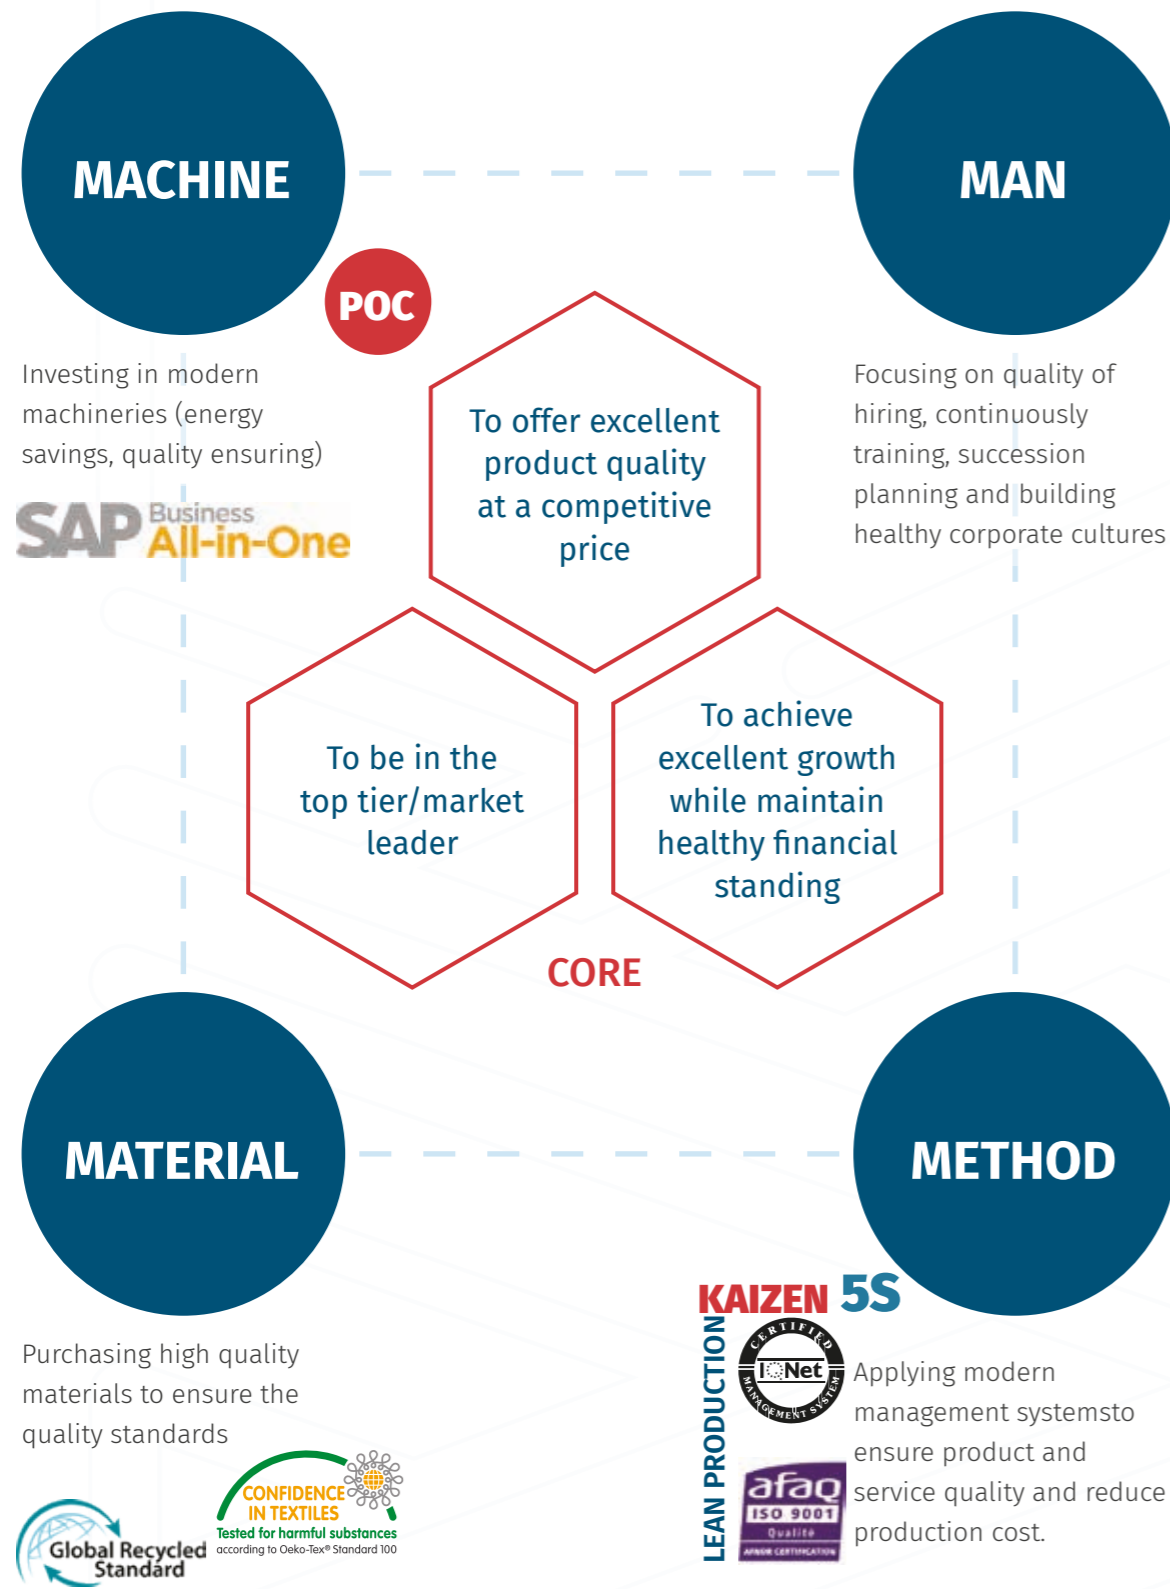 MACHINE
MAN
POC
Investing in modern
machineries (energy
savings, quality ensuring)
SAP Business
All-in-One
Focusing on quality of
hiring, continuously
training, succession
planning and building
healthy corporate cultures
To offer excellent
product quality
at a competitive
price
To be in the
top tier/market
leader
To achieve
excellent growth
while maintain
healthy financial
standing
CORE
MATERIAL
METHOD
Purchasing high quality
materials to ensure the
quality standards
Global Recycled
Standard
CONFIDENCE
IN TEXTILES
Tested for harmful substances
according to Oeko-Tex® Standard 100
KAIZEN 5S
LEAN PRODUCTION
CERTIFIED
IQNet
MANAGEMENT SYSTEM
afaq
ISO 9001
Qualité
AFNOR CERTIFICATION
Applying modern
management systemsto
ensure product and
service quality and reduce
production cost.